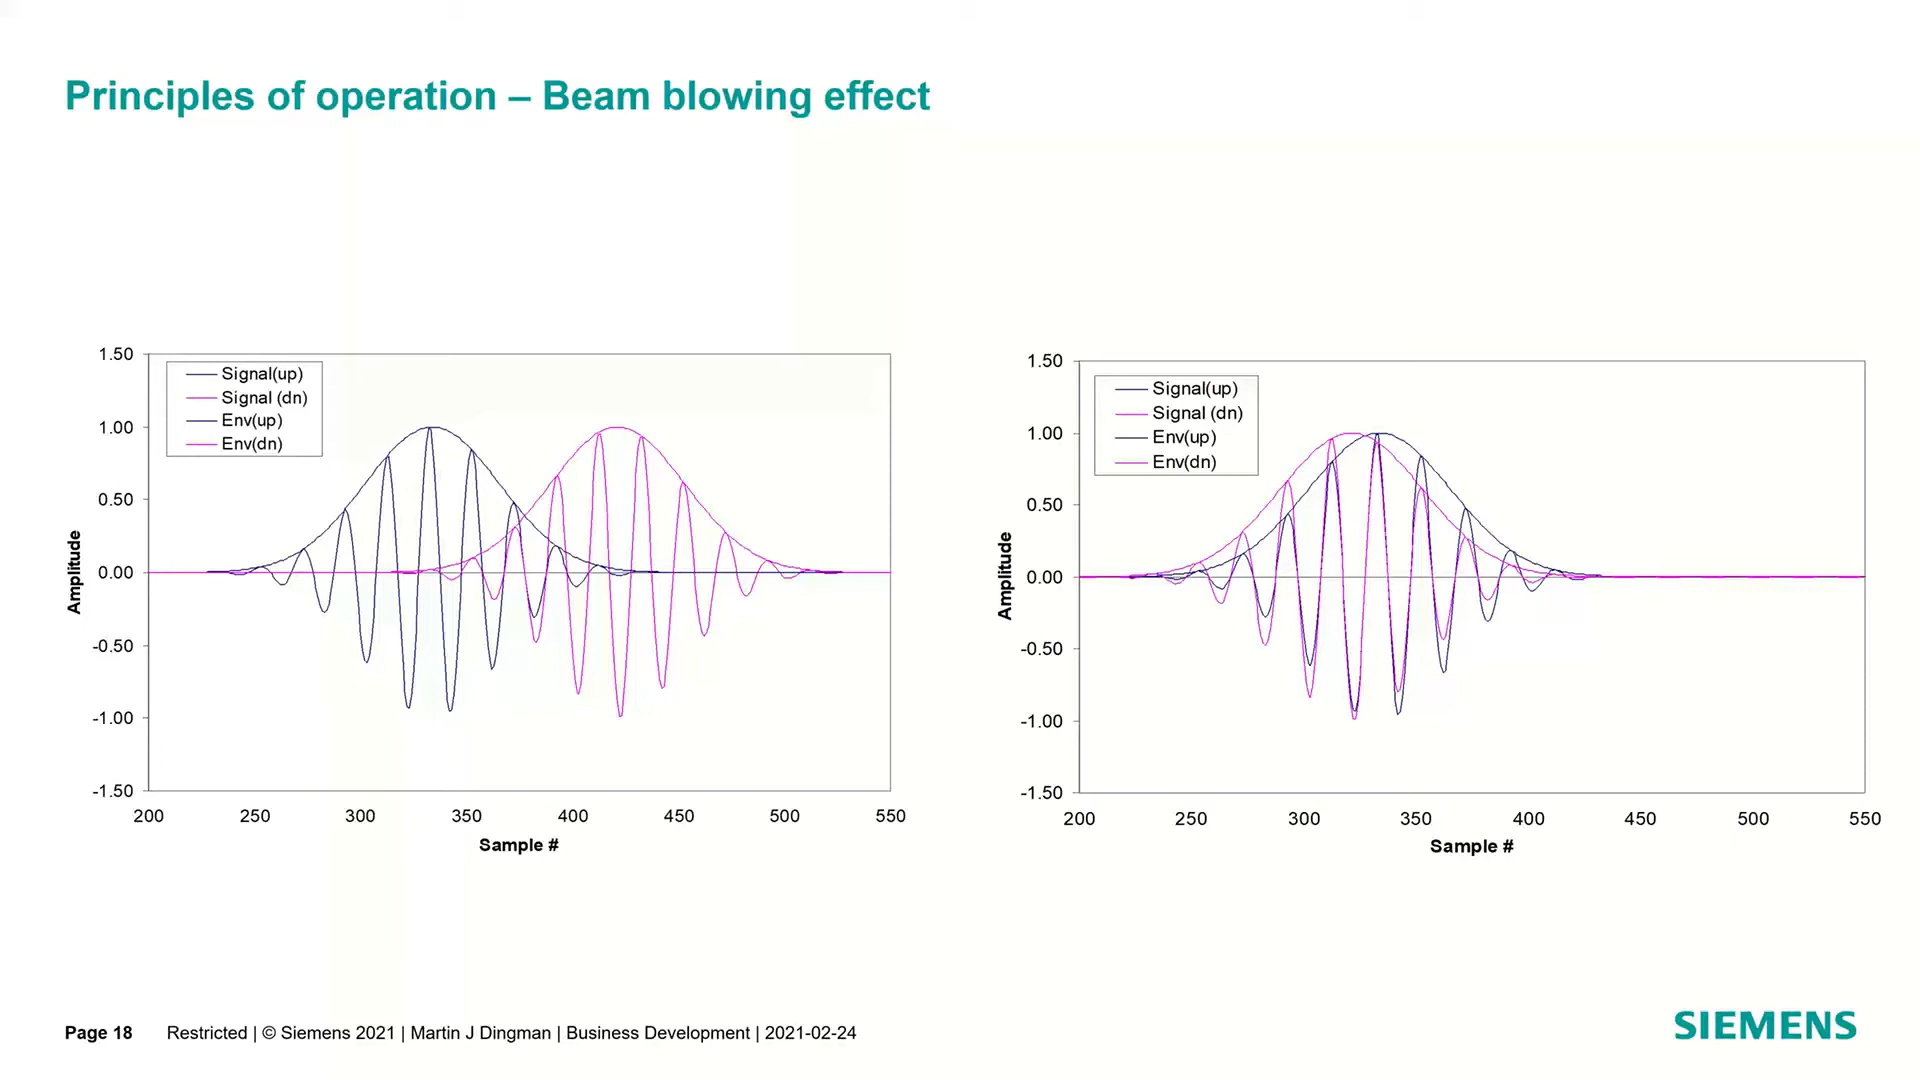 Principles of operation – Beam blowing effect
1.50
1.00
0.50
0.00
-0.50
-1.00
-1.50
Amplitude
Signal(up)
Signal (dn)
Env(up)
Env(dn)
200 250 300 350 400 450 500 550
Sample #
1.50
1.00
0.50
0.00
-0.50
-1.00
-1.50
Amplitude
Signal(up)
Signal (dn)
Env(up)
Env(dn)
200 250 300 350 400 450 500 550
Sample #
Page 18 Restricted | © Siemens 2021 | Martin J Dingman | Business Development | 2021-02-24
SIEMENS